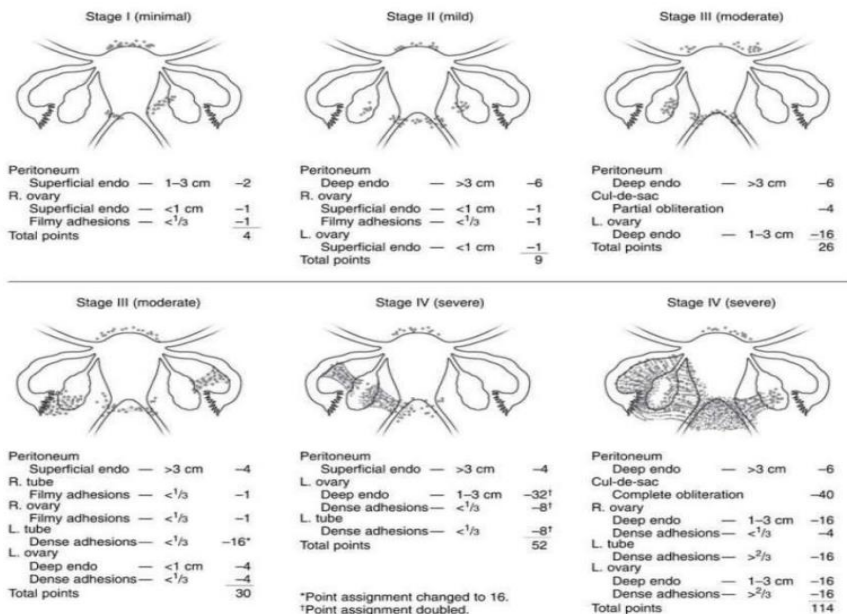 Stage I (minimal)
Peritoneum
Superficial endo — 1–3 cm –2
R. ovary
Superficial endo — <1 cm –1
Filmy adhesions — <1/3 –1
Total points 4
Stage II (mild)
Peritoneum
Deep endo — >3 cm –6
R. ovary
Superficial endo — <1 cm –1
Filmy adhesions — <1/3 –1
L. ovary
Superficial endo — <1 cm –1
Total points 9
Stage III (moderate)
Peritoneum
Deep endo — >3 cm –6
Cul-de-sac
Partial obliteration –4
L. ovary
Deep endo — 1–3 cm –16
Total points 26
Stage III (moderate)
Peritoneum
Superficial endo — >3 cm –4
R. tube
Filmy adhesions — <1/3 –1
R. ovary
Filmy adhesions — <1/3 –1
L. tube
Dense adhesions — <1/3 –16*
L. ovary
Deep endo — <1 cm –4
Dense adhesions — <1/3 –4
Total points 30
Stage IV (severe)
Peritoneum
Superficial endo — >3 cm –4
L. ovary
Deep endo — 1–3 cm –32†
Dense adhesions — <1/3 –8†
L. tube
Dense adhesions — <1/3 –8†
Total points 52
*Point assignment changed to 16.
†Point assignment doubled.
Stage IV (severe)
Peritoneum
Deep endo — >3 cm –6
Cul-de-sac
Complete obliteration –40
R. ovary
Deep endo — 1–3 cm –16
Dense adhesions — <1/3 –4
L. tube
Dense adhesions — >2/3 –16
L. ovary
Deep endo — 1–3 cm –16
Dense adhesions — >2/3 –16
Total points 114